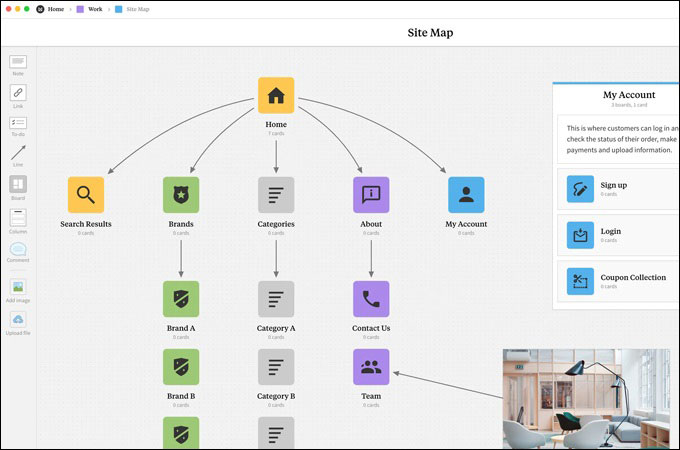 Home
Work
Site Map
Site Map
Note
Link
To-do
Line
Board
Column
Comment
Add image
Upload file
Home
7 cards
Search Results
0 cards
Brands
0 cards
Categories
0 cards
About
0 cards
My Account
0 cards
Brand A
0 cards
Category A
0 cards
Contact Us
0 cards
Brand B
0 cards
Category B
0 cards
Team
0 cards
My Account
3 boards, 1 card
This is where customers can log in an
check the status of their order, make
payments and upload information.
Sign up
0 cards
Login
0 cards
Coupon Collection
0 cards